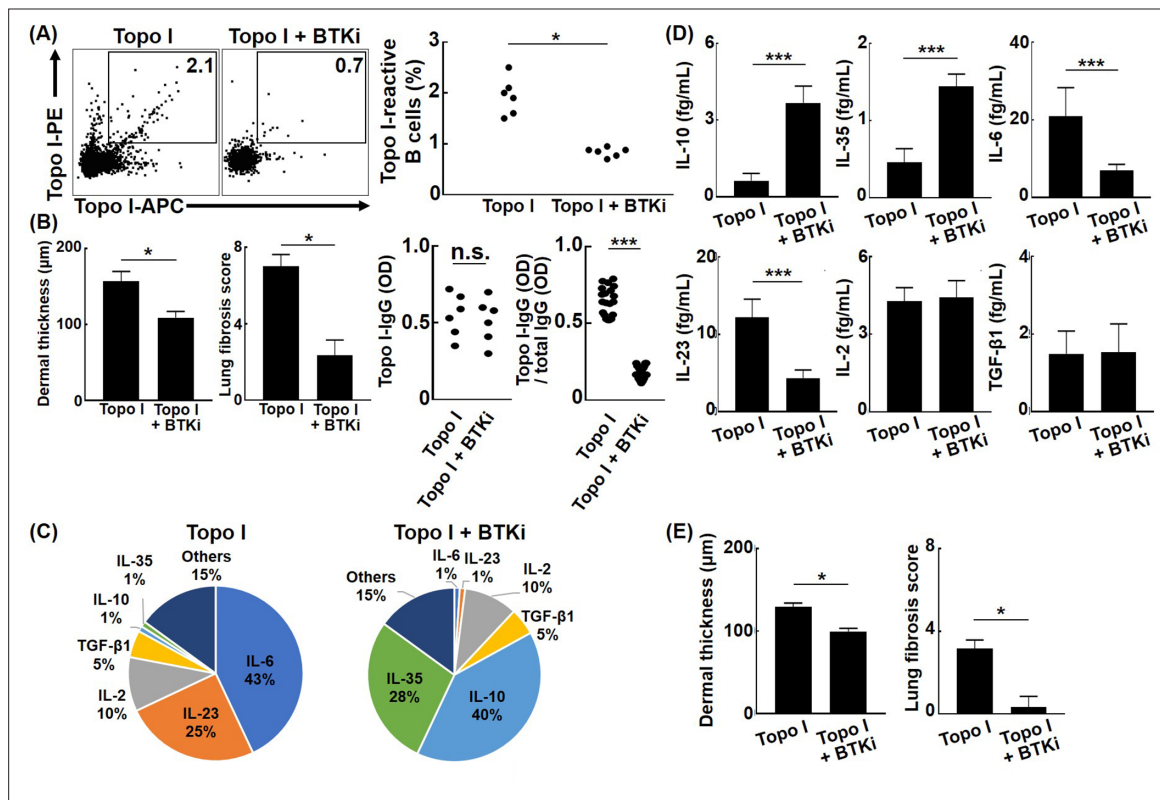 (A)
Topo I
Topo I + BTKi
2.1
0.7
Topo I-PE
Topo I-APC
Topo I-reactive
B cells (%)
3
2
1
0
*
Topo I
Topo I + BTKi
(B)
Dermal thickness (μm)
200
100
0
*
Topo I
Topo I
+ BTKi
Lung fibrosis score
8
4
0
*
Topo I
Topo I
+ BTKi
Topo I-IgG (OD)
1.0
0.5
0
n.s.
Topo I
Topo I + BTKi
Topo I-IgG (OD)
/ total IgG (OD)
1.0
0.5
0
***
Topo I
Topo I + BTKi
(C)
Topo I
IL-35
1%
Others
15%
IL-10
1%
TGF-β1
5%
IL-2
10%
IL-23
25%
IL-6
43%
Topo I + BTKi
Others
15%
IL-6
1%
IL-23
1%
IL-2
10%
TGF-β1
5%
IL-35
28%
IL-10
40%
(D)
IL-10 (fg/mL)
6
3
0
***
Topo I
Topo I
+ BTKi
IL-35 (fg/mL)
2
1
0
***
Topo I
Topo I
+ BTKi
IL-6 (fg/mL)
40
20
0
***
Topo I
Topo I
+ BTKi
IL-23 (fg/mL)
20
10
0
***
Topo I
Topo I
+ BTKi
IL-2 (fg/mL)
6
3
0
Topo I
Topo I
+ BTKi
TGF-β1 (fg/mL)
4
2
0
Topo I
Topo I
+ BTKi
(E)
Dermal thickness (μm)
200
100
0
*
Topo I
Topo I
+ BTKi
Lung fibrosis score
8
4
0
*
Topo I
Topo I
+ BTKi